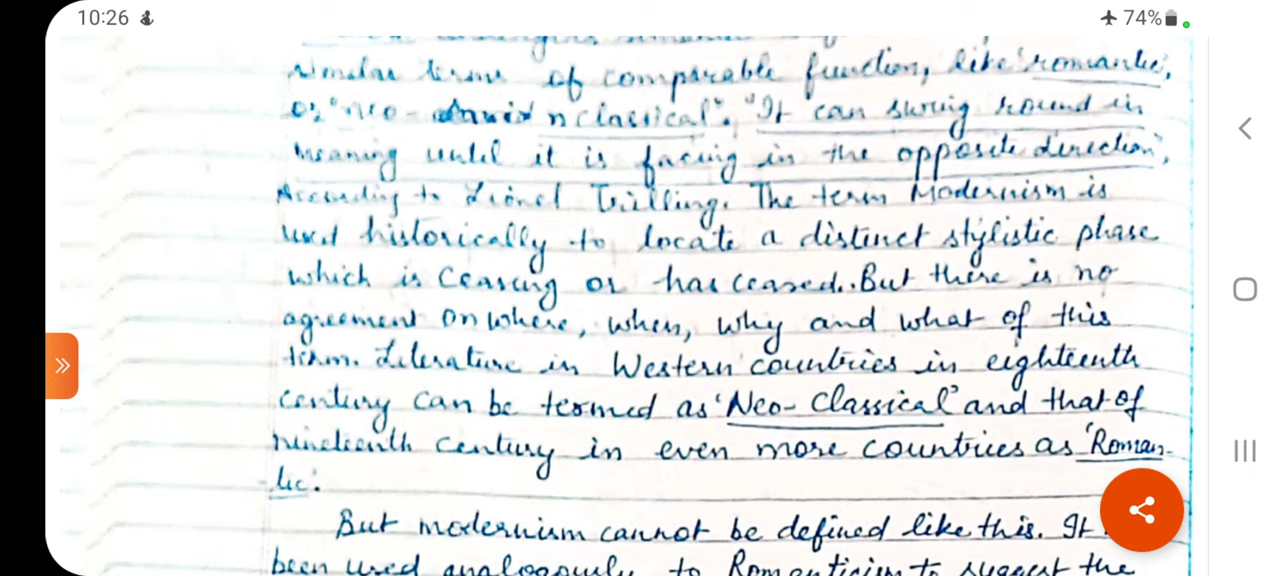 10:26
74%
similar terms of comparable function, like 'romantic',
or "neo- classical". "It can swing round in
meaning until it is facing in the opposite direction",
According to Lionel Trilling. The term Modernism is
used historically to locate a distinct stylistic phase
which is ceasing or has ceased. But there is no
agreement on where, when, why and what of this
term. Literature in Western countries in eighteenth
century can be termed as 'Neo- Classical' and that of
nineteenth century in even more countries as 'Roman-
tic'.
But modernism cannot be defined like this. It
been used analogously to Romanticism to suggest the